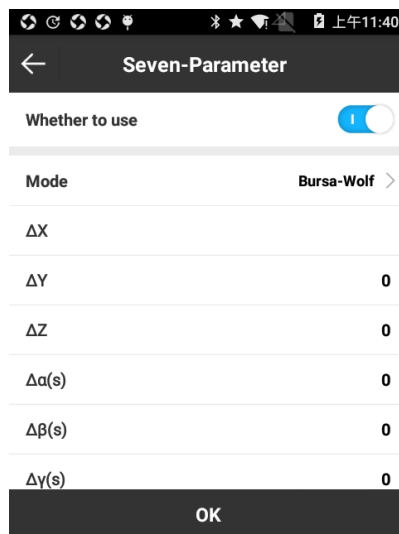 上午11:40
Seven-Parameter
Whether to use
Mode Bursa-Wolf
ΔX
ΔY 0
ΔZ 0
Δα(s) 0
Δβ(s) 0
Δγ(s) 0
OK